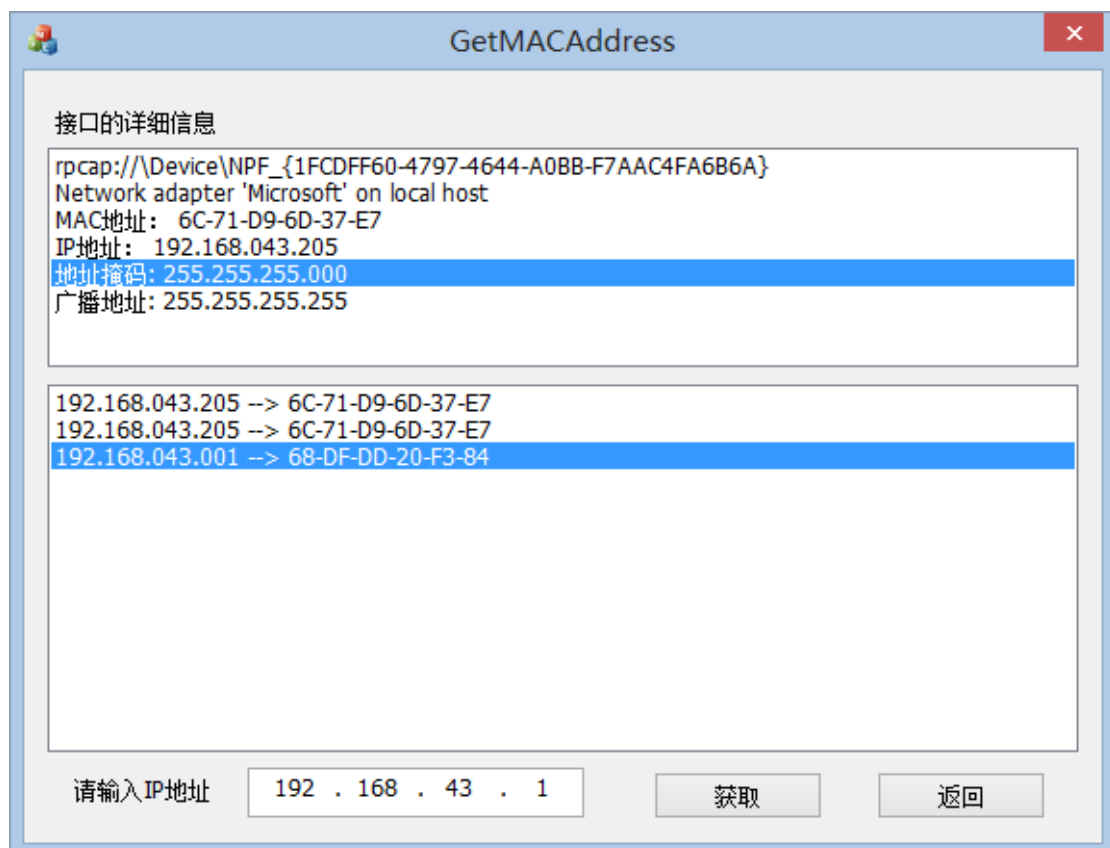 GetMACAddress
接口的详细信息
rpcap://\Device\NPF_{1FCDFF60-4797-4644-A0BB-F7AAC4FA6B6A}
Network adapter 'Microsoft' on local host
MAC地址： 6C-71-D9-6D-37-E7
IP地址： 192.168.043.205
地址掩码: 255.255.255.000
广播地址: 255.255.255.255
192.168.043.205 --> 6C-71-D9-6D-37-E7
192.168.043.205 --> 6C-71-D9-6D-37-E7
192.168.043.001 --> 68-DF-DD-20-F3-84
请输入IP地址 192 . 168 . 43 . 1 获取 返回